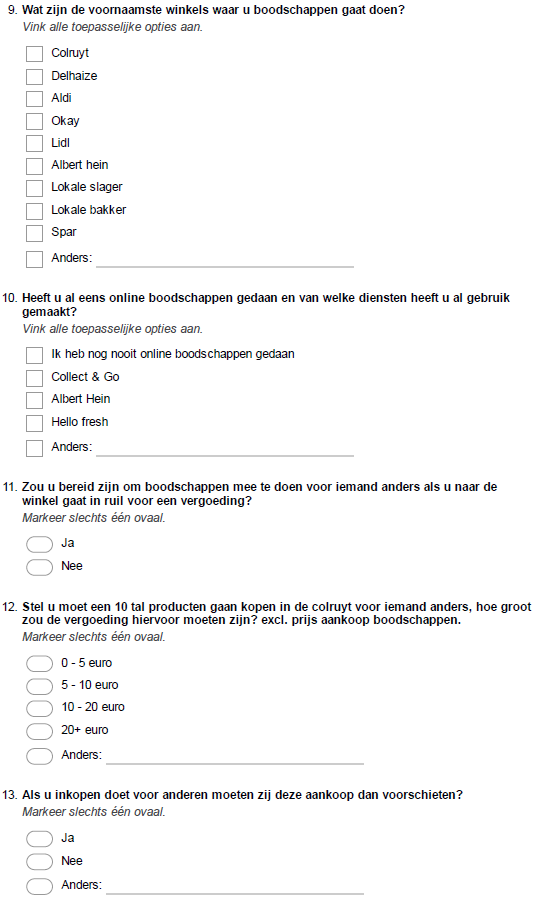 9. Wat zijn de voornaamste winkels waar u boodschappen gaat doen?
Vink alle toepasselijke opties aan.
Colruyt
Delhaize
Aldi
Okay
Lidl
Albert hein
Lokale slager
Lokale bakker
Spar
Anders:
10. Heeft u al eens online boodschappen gedaan en van welke diensten heeft u al gebruik
gemaakt?
Vink alle toepasselijke opties aan.
Ik heb nog nooit online boodschappen gedaan
Collect & Go
Albert Hein
Hello fresh
Anders:
11. Zou u bereid zijn om boodschappen mee te doen voor iemand anders als u naar de
winkel gaat in ruil voor een vergoeding?
Markeer slechts één ovaal.
Ja
Nee
12. Stel u moet een 10 tal producten gaan kopen in de colruyt voor iemand anders, hoe groot
zou de vergoeding hiervoor moeten zijn? excl. prijs aankoop boodschappen.
Markeer slechts één ovaal.
0 - 5 euro
5 - 10 euro
10 - 20 euro
20+ euro
Anders:
13. Als u inkopen doet voor anderen moeten zij deze aankoop dan voorschieten?
Markeer slechts één ovaal.
Ja
Nee
Anders: